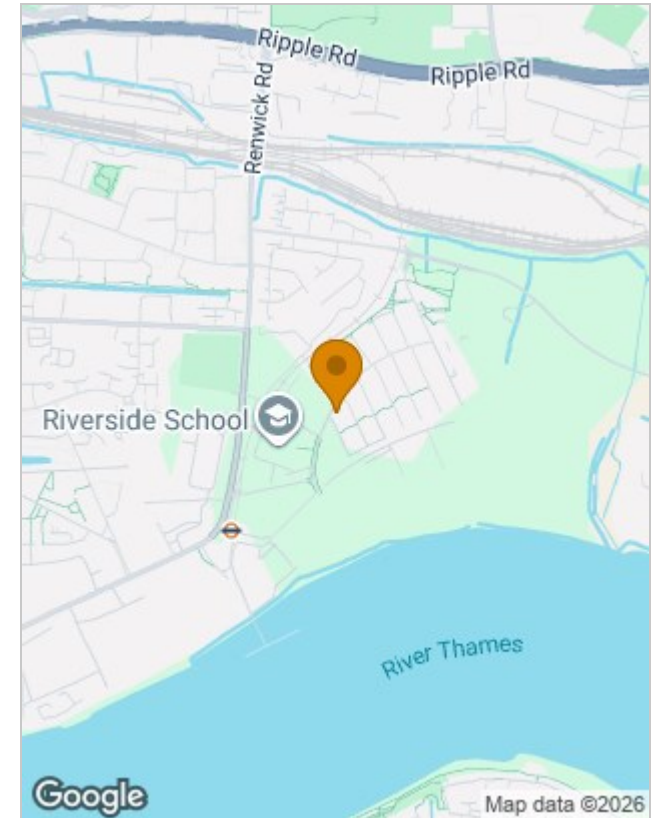 Ripple Rd
Ripple Rd
Renwick Rd
Riverside School
River Thames
Google
Map data ©2026